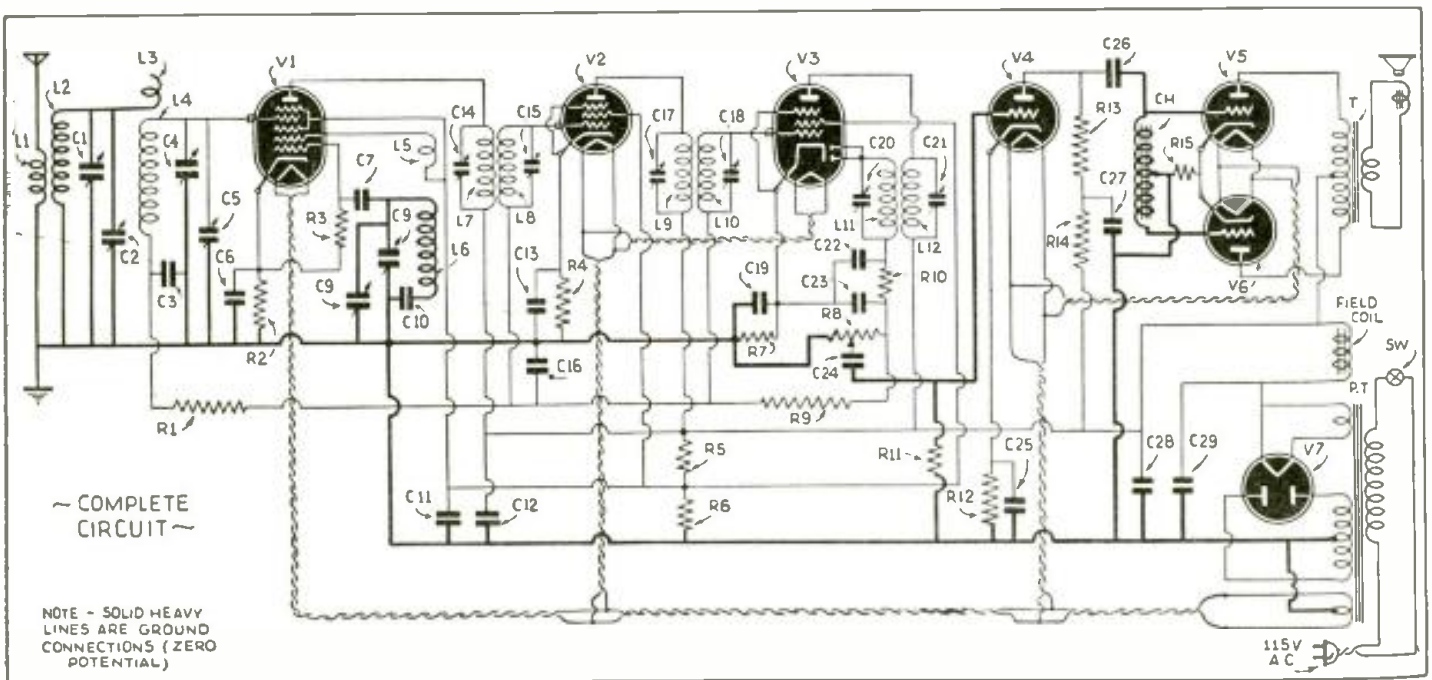 L3
V1
V2
V3
V4
C26
V5
L2
L4
L1
C1
C4
C14
C15
C17
C18
C20
C21
R13
CH
T
R15
L5
C7
C5
C2
R3
C9
L7
L8
L9
L10
L11
L12
C27
C6
L6
C13
R4
C22
R14
C3
C9
C10
C19
C23
R10
R8
V6
FIELD
COIL
R2
C16
R7
C24
SW
P.T
R1
R9
R5
R11
C25
C28
C29
V7
~ COMPLETE
CIRCUIT ~
C11
C12
R6
R12
NOTE - SOLID HEAVY
LINES ARE GROUND
CONNECTIONS (ZERO
POTENTIAL)
115V
AC